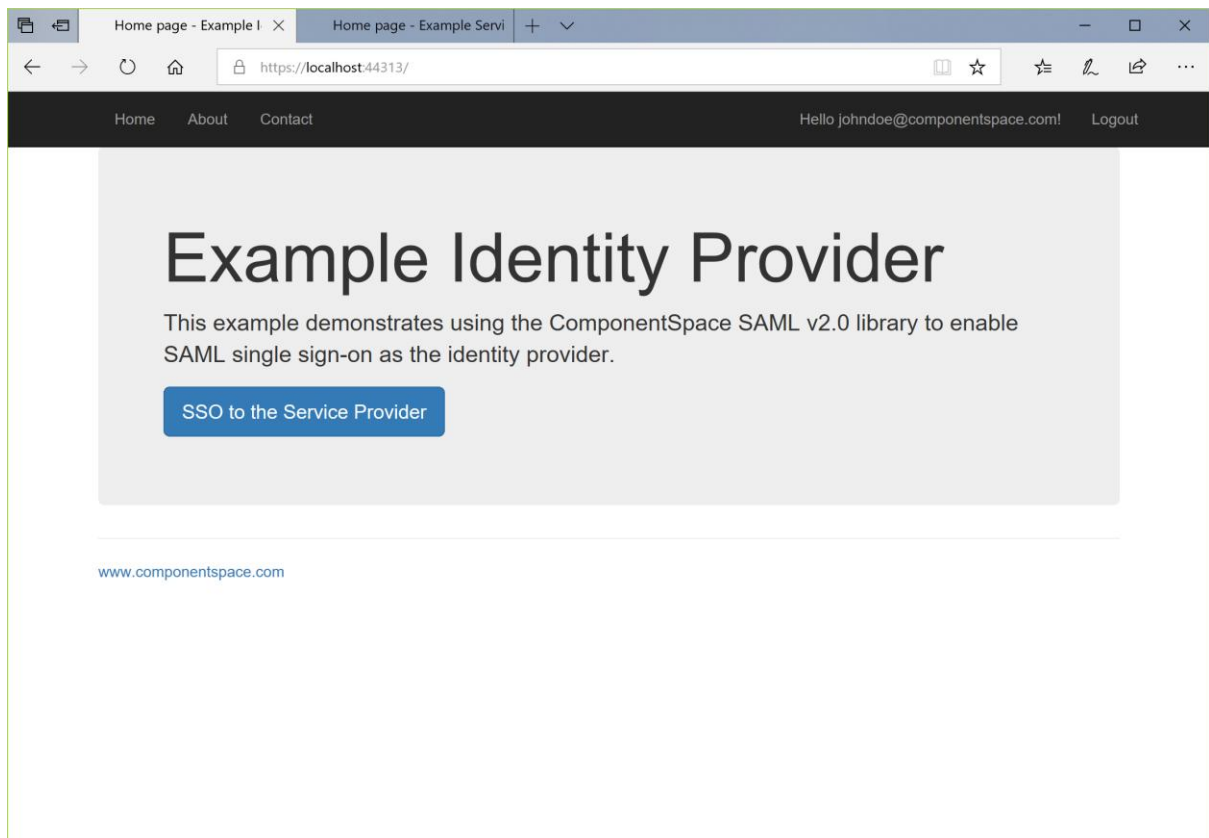 Home page - Example I
Home page - Example Servi
https://localhost:44313/
Home About Contact Hello johndoe@componentspace.com! Logout
Example Identity Provider
This example demonstrates using the ComponentSpace SAML v2.0 library to enable
SAML single sign-on as the identity provider.
SSO to the Service Provider
www.componentspace.com